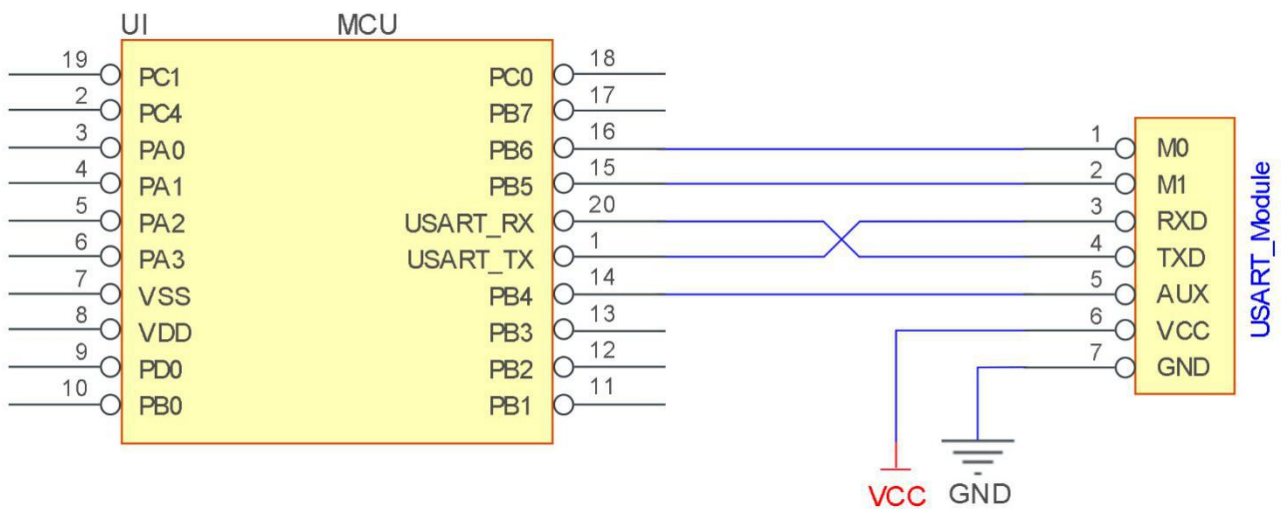 UI MCU
19 PC1 PC0 18
2 PC4 PB7 17
3 PA0 PB6 16 1 M0
4 PA1 PB5 15 2 M1
5 PA2 USART_RX 20 3 RXD
6 PA3 USART_TX 1 4 TXD
7 VSS PB4 14 5 AUX
8 VDD PB3 13 6 VCC
9 PD0 PB2 12 7 GND
10 PB0 PB1 11
USART_Module
VCC GND